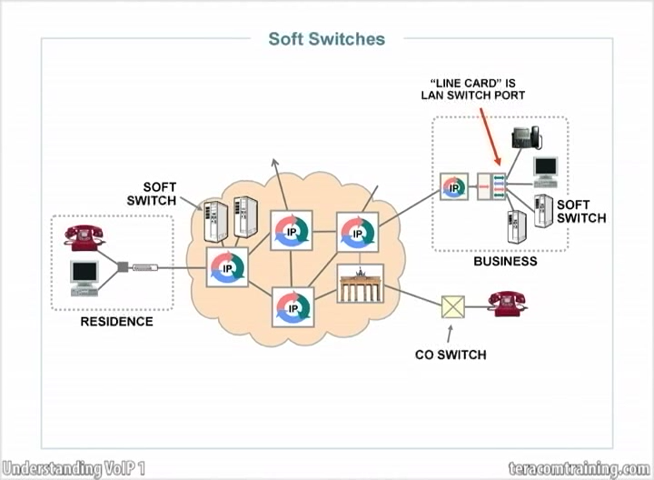 Soft Switches
"LINE CARD" IS
LAN SWITCH PORT
SOFT
SWITCH
IP
IP
IP
IP
IP
SOFT
SWITCH
BUSINESS
RESIDENCE
CO SWITCH
Understanding VoIP 1
teracomtraining.com